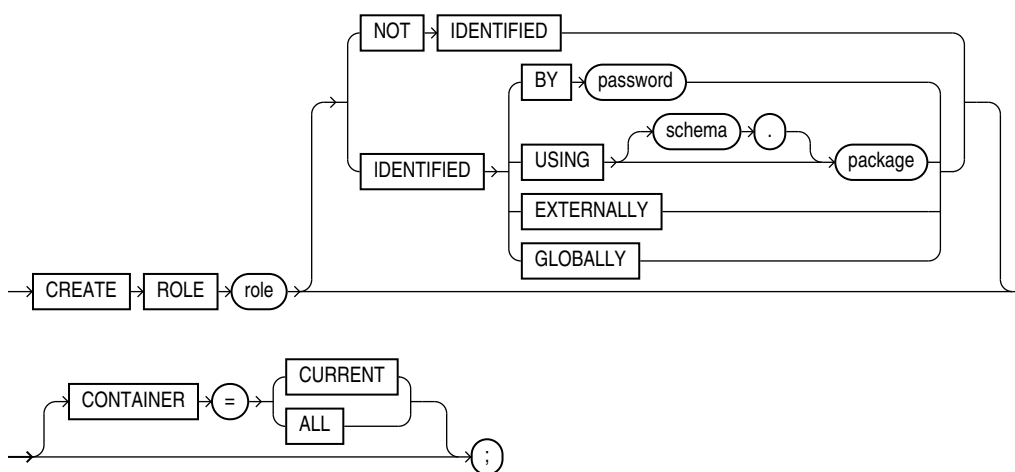 NOT IDENTIFIED
BY password
schema .
IDENTIFIED USING package
EXTERNALLY
GLOBALLY
CREATE ROLE role
CURRENT
CONTAINER =
ALL
;